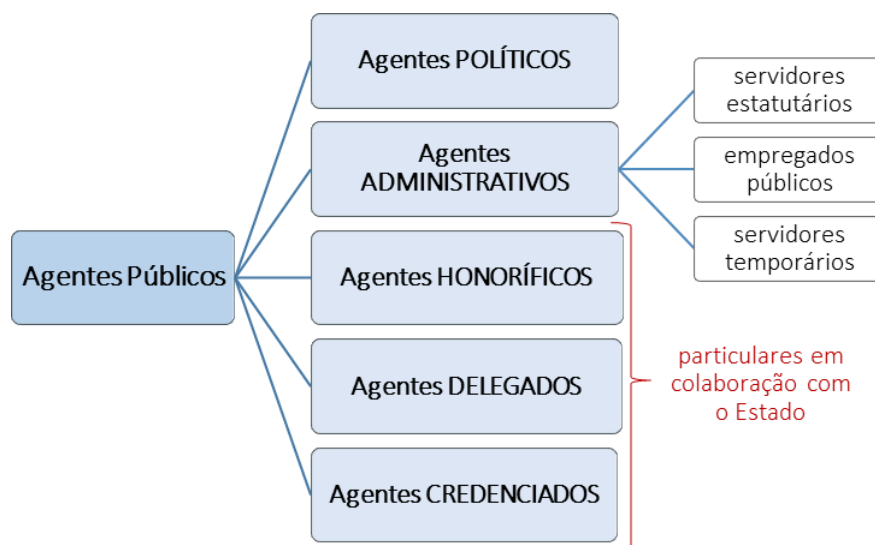 Agentes POLÍTICOS
servidores
estatutários
Agentes
ADMINISTRATIVOS
empregados
públicos
servidores
temporários
Agentes Públicos
Agentes HONORÍFICOS
Agentes DELEGADOS
particulares em
colaboração com
o Estado
Agentes CREDENCIADOS